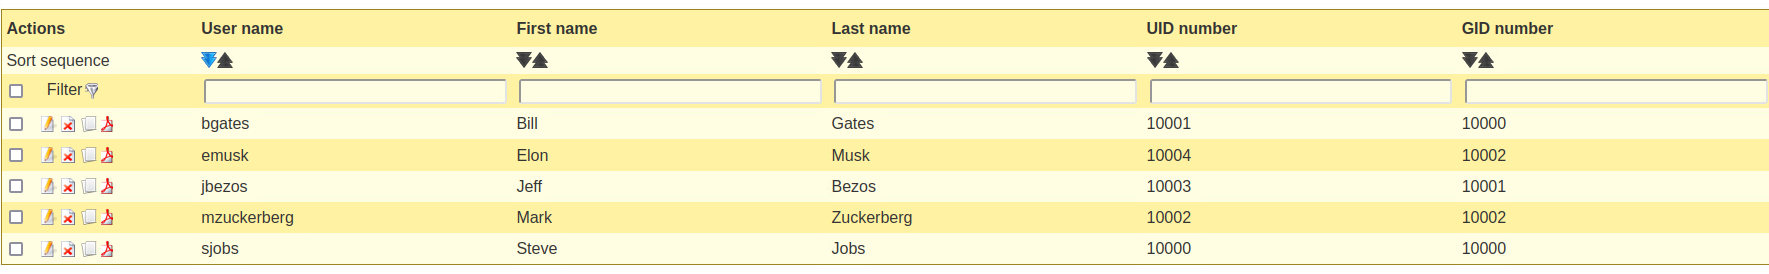 Actions User name First name Last name UID number GID number
Sort sequence
Filter
bgates Bill Gates 10001 10000
emusk Elon Musk 10004 10002
jbezos Jeff Bezos 10003 10001
mzuckerberg Mark Zuckerberg 10002 10002
sjobs Steve Jobs 10000 10000